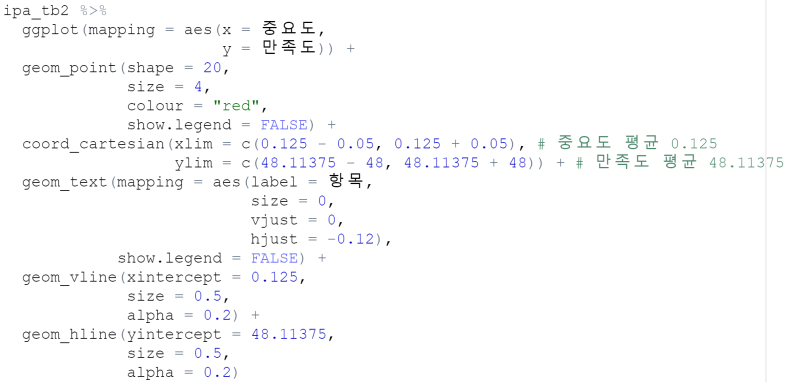 ipa_tb2 %>%
  ggplot(mapping = aes(x = 중요도,
                       y = 만족도)) +
  geom_point(shape = 20,
             size = 4,
             colour = "red",
             show.legend = FALSE) +
  coord_cartesian(xlim = c(0.125 - 0.05, 0.125 + 0.05), # 중요도 평균 0.125
                  ylim = c(48.11375 - 48, 48.11375 + 48)) + # 만족도 평균 48.11375
  geom_text(mapping = aes(label = 항목,
                          size = 0,
                          vjust = 0,
                          hjust = -0.12),
            show.legend = FALSE) +
  geom_vline(xintercept = 0.125,
             size = 0.5,
             alpha = 0.2) +
  geom_hline(yintercept = 48.11375,
             size = 0.5,
             alpha = 0.2)